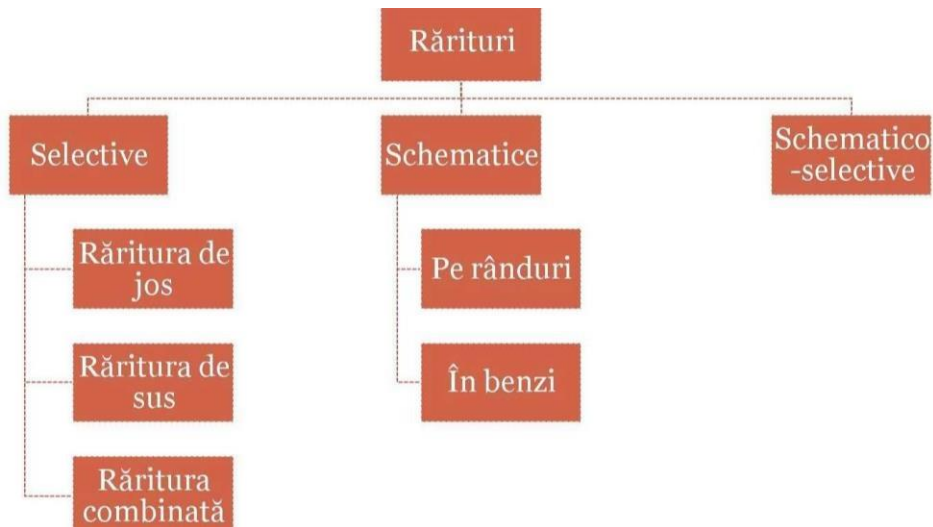 Rărituri
Selective
Schematice
Schematico
-selective
Răritura de
jos
Pe rânduri
Răritura de
sus
În benzi
Răritura
combinată